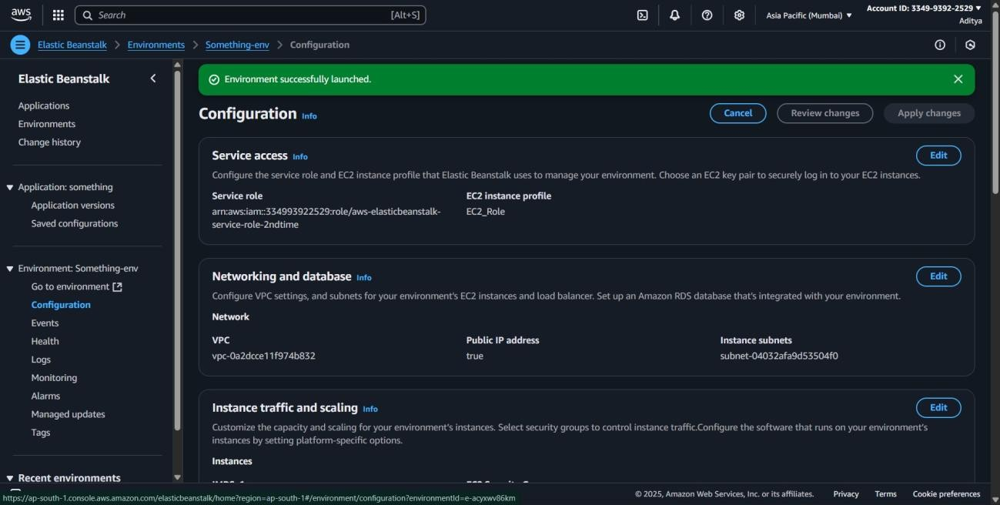 aws
Search [Alt+S]
Asia Pacific (Mumbai) ▼
Account ID: 3349-9392-2529 ▼
Aditya
Elastic Beanstalk > Environments > Something-env > Configuration
Elastic Beanstalk
Applications
Environments
Change history
Application: something
Application versions
Saved configurations
Environment: Something-env
Go to environment
Configuration
Events
Health
Logs
Monitoring
Alarms
Managed updates
Tags
Recent environments
Environment successfully launched.
Configuration Info
Cancel
Review changes
Apply changes
Service access Info
Edit
Configure the service role and EC2 instance profile that Elastic Beanstalk uses to manage your environment. Choose an EC2 key pair to securely log in to your EC2 instances.
Service role
arn:aws:iam::334993922529:role/aws-elasticbeanstalk-
service-role-2ndtime
EC2 instance profile
EC2_Role
Networking and database Info
Edit
Configure VPC settings, and subnets for your environment's EC2 instances and load balancer. Set up an Amazon RDS database that's integrated with your environment.
Network
VPC
vpc-0a2dcce11f974b832
Public IP address
true
Instance subnets
subnet-04032afa9d53504f0
Instance traffic and scaling Info
Edit
Customize the capacity and scaling for your environment's instances. Select security groups to control instance traffic.Configure the software that runs on your environment's
instances by setting platform-specific options.
Instances
https://ap-south-1.console.aws.amazon.com/elasticbeanstalk/home?region=ap-south-1#/environment/configuration?environmentId=e-acyxwv86km
© 2025, Amazon Web Services, Inc. or its affiliates.
Privacy
Terms
Cookie preferences